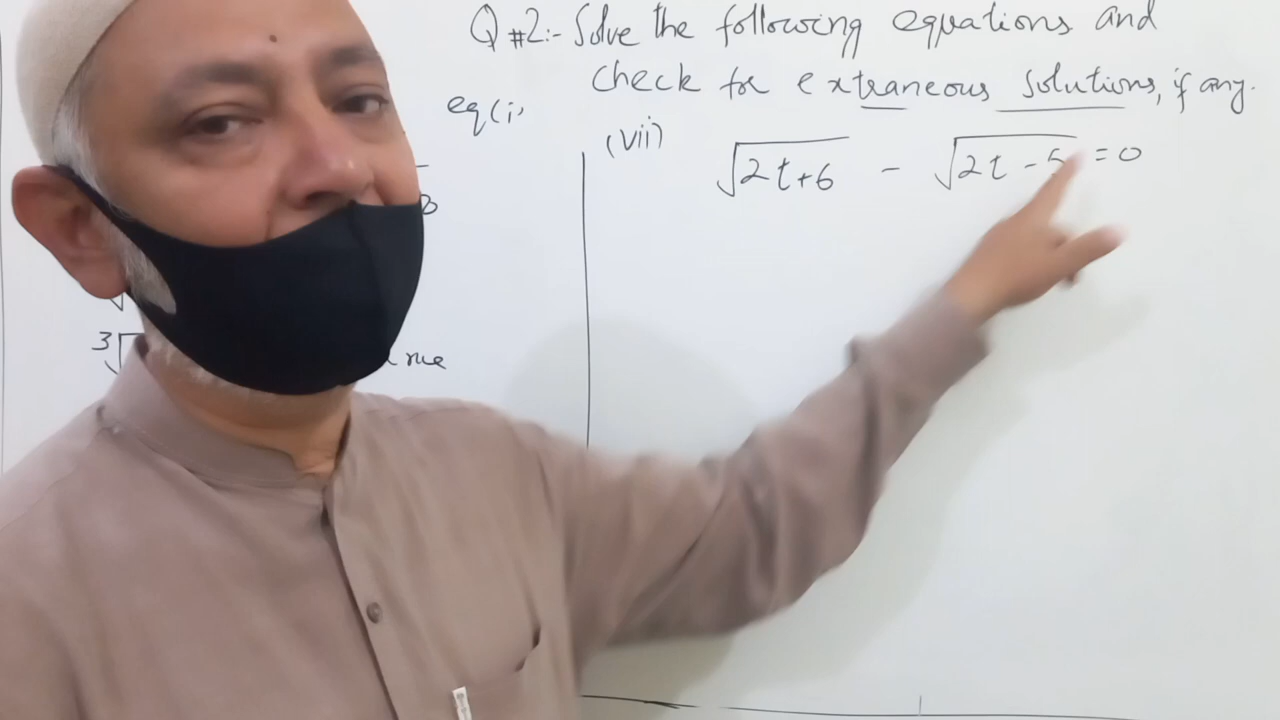 Q #2:- Solve the following equations and
check for extraneous solutions, if any.
eq(i)
(vii) √2t+6 - √2t-5 = 0
3√